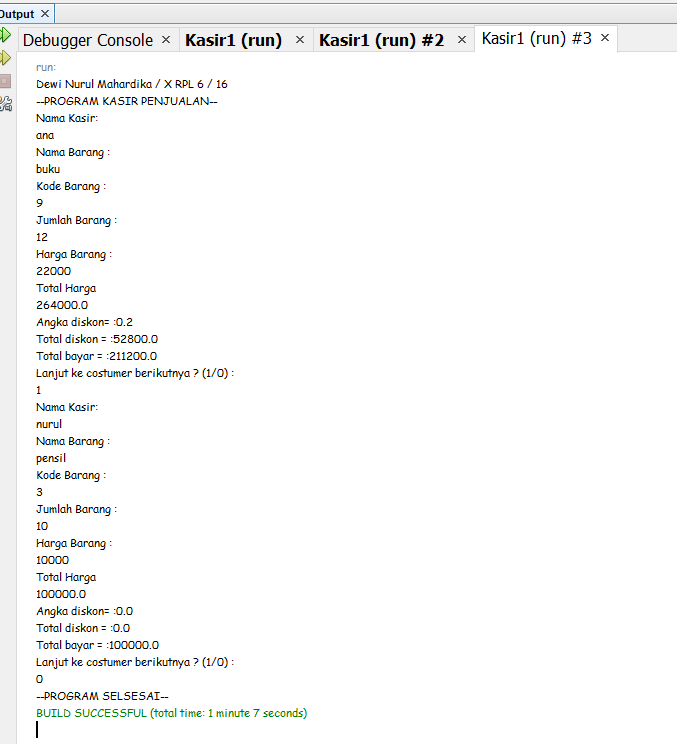 Output
Debugger Console
Kasir1 (run)
Kasir1 (run) #2
Kasir1 (run) #3
run:
Dewi Nurul Mahardika / X RPL 6 / 16
--PROGRAM KASIR PENJUALAN--
Nama Kasir:
ana
Nama Barang :
buku
Kode Barang :
9
Jumlah Barang :
12
Harga Barang :
22000
Total Harga
264000.0
Angka diskon= :0.2
Total diskon = :52800.0
Total bayar = :211200.0
Lanjut ke costumer berikutnya ? (1/0) :
1
Nama Kasir:
nurul
Nama Barang :
pensil
Kode Barang :
3
Jumlah Barang :
10
Harga Barang :
10000
Total Harga
100000.0
Angka diskon= :0.0
Total diskon = :0.0
Total bayar = :100000.0
Lanjut ke costumer berikutnya ? (1/0) :
0
--PROGRAM SELSESAI--
BUILD SUCCESSFUL (total time: 1 minute 7 seconds)